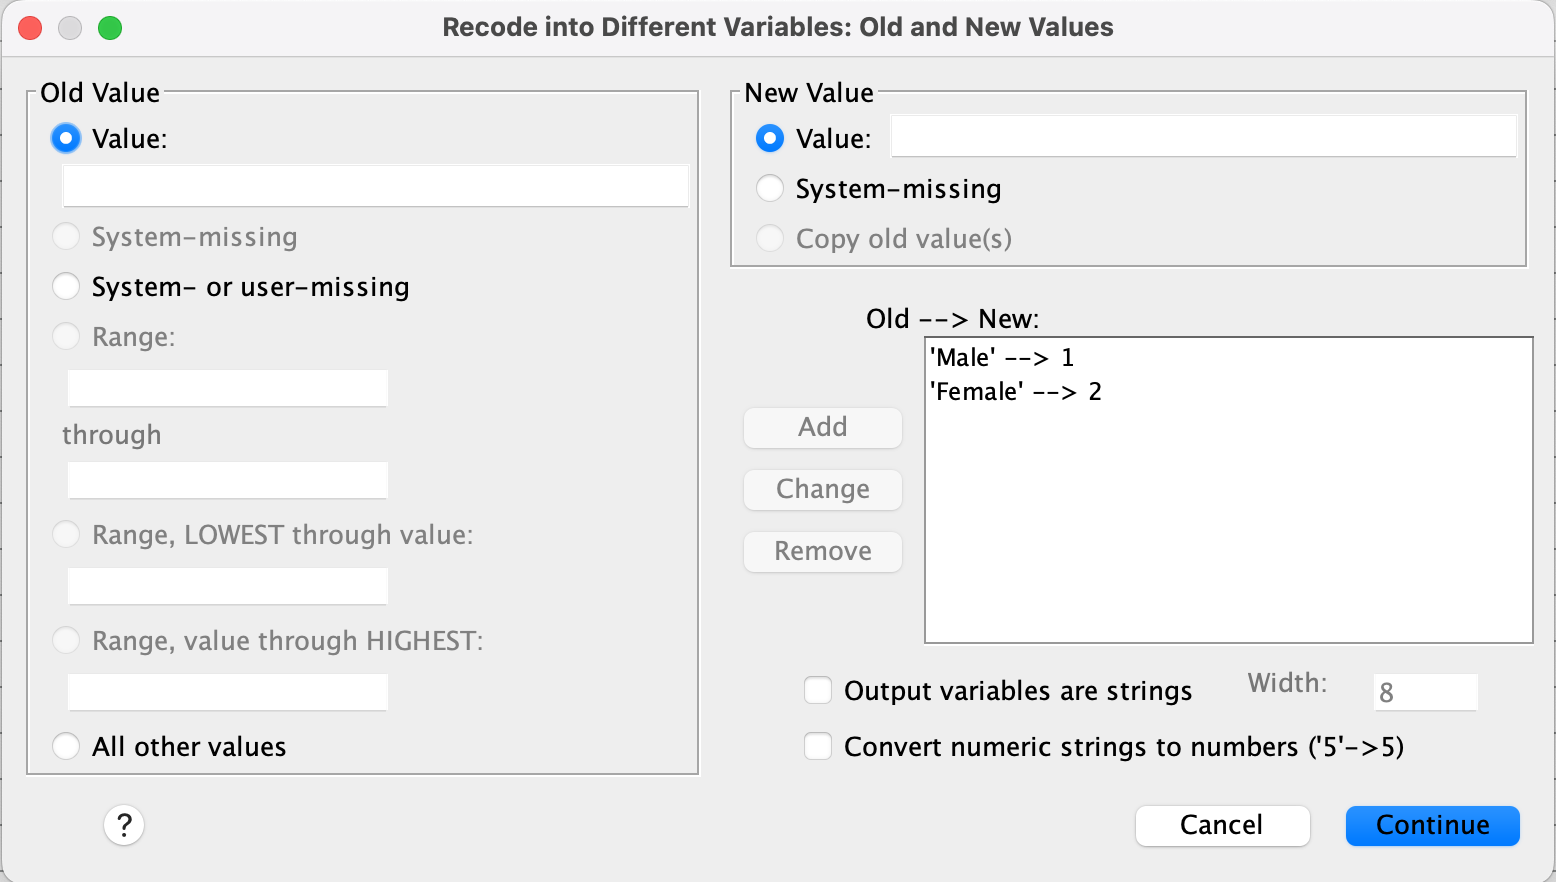 Recode into Different Variables: Old and New Values
Old Value
Value:
System-missing
System- or user-missing
Range:
through
Range, LOWEST through value:
Range, value through HIGHEST:
All other values
New Value
Value:
System-missing
Copy old value(s)
Old --> New:
'Male' --> 1
'Female' --> 2
Add
Change
Remove
Output variables are strings
Width:
8
Convert numeric strings to numbers ('5'->5)
?
Cancel
Continue